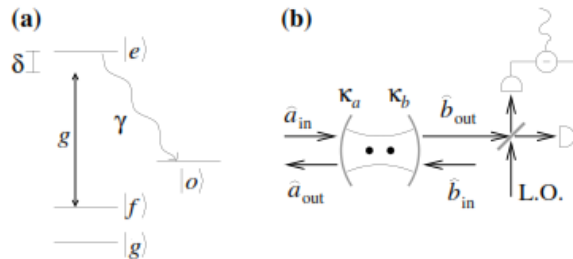 (a)
|e⟩
δ
g
γ
|o⟩
|f⟩
|g⟩
(b)
κa κb
âin b̂out
âout b̂in L.O.
−